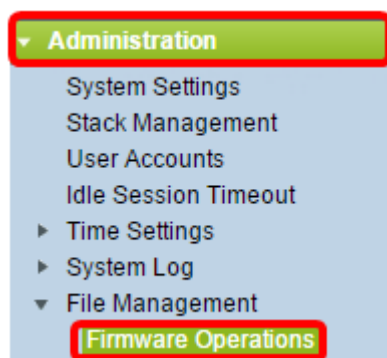 Administration
System Settings
Stack Management
User Accounts
Idle Session Timeout
Time Settings
System Log
File Management
Firmware Operations